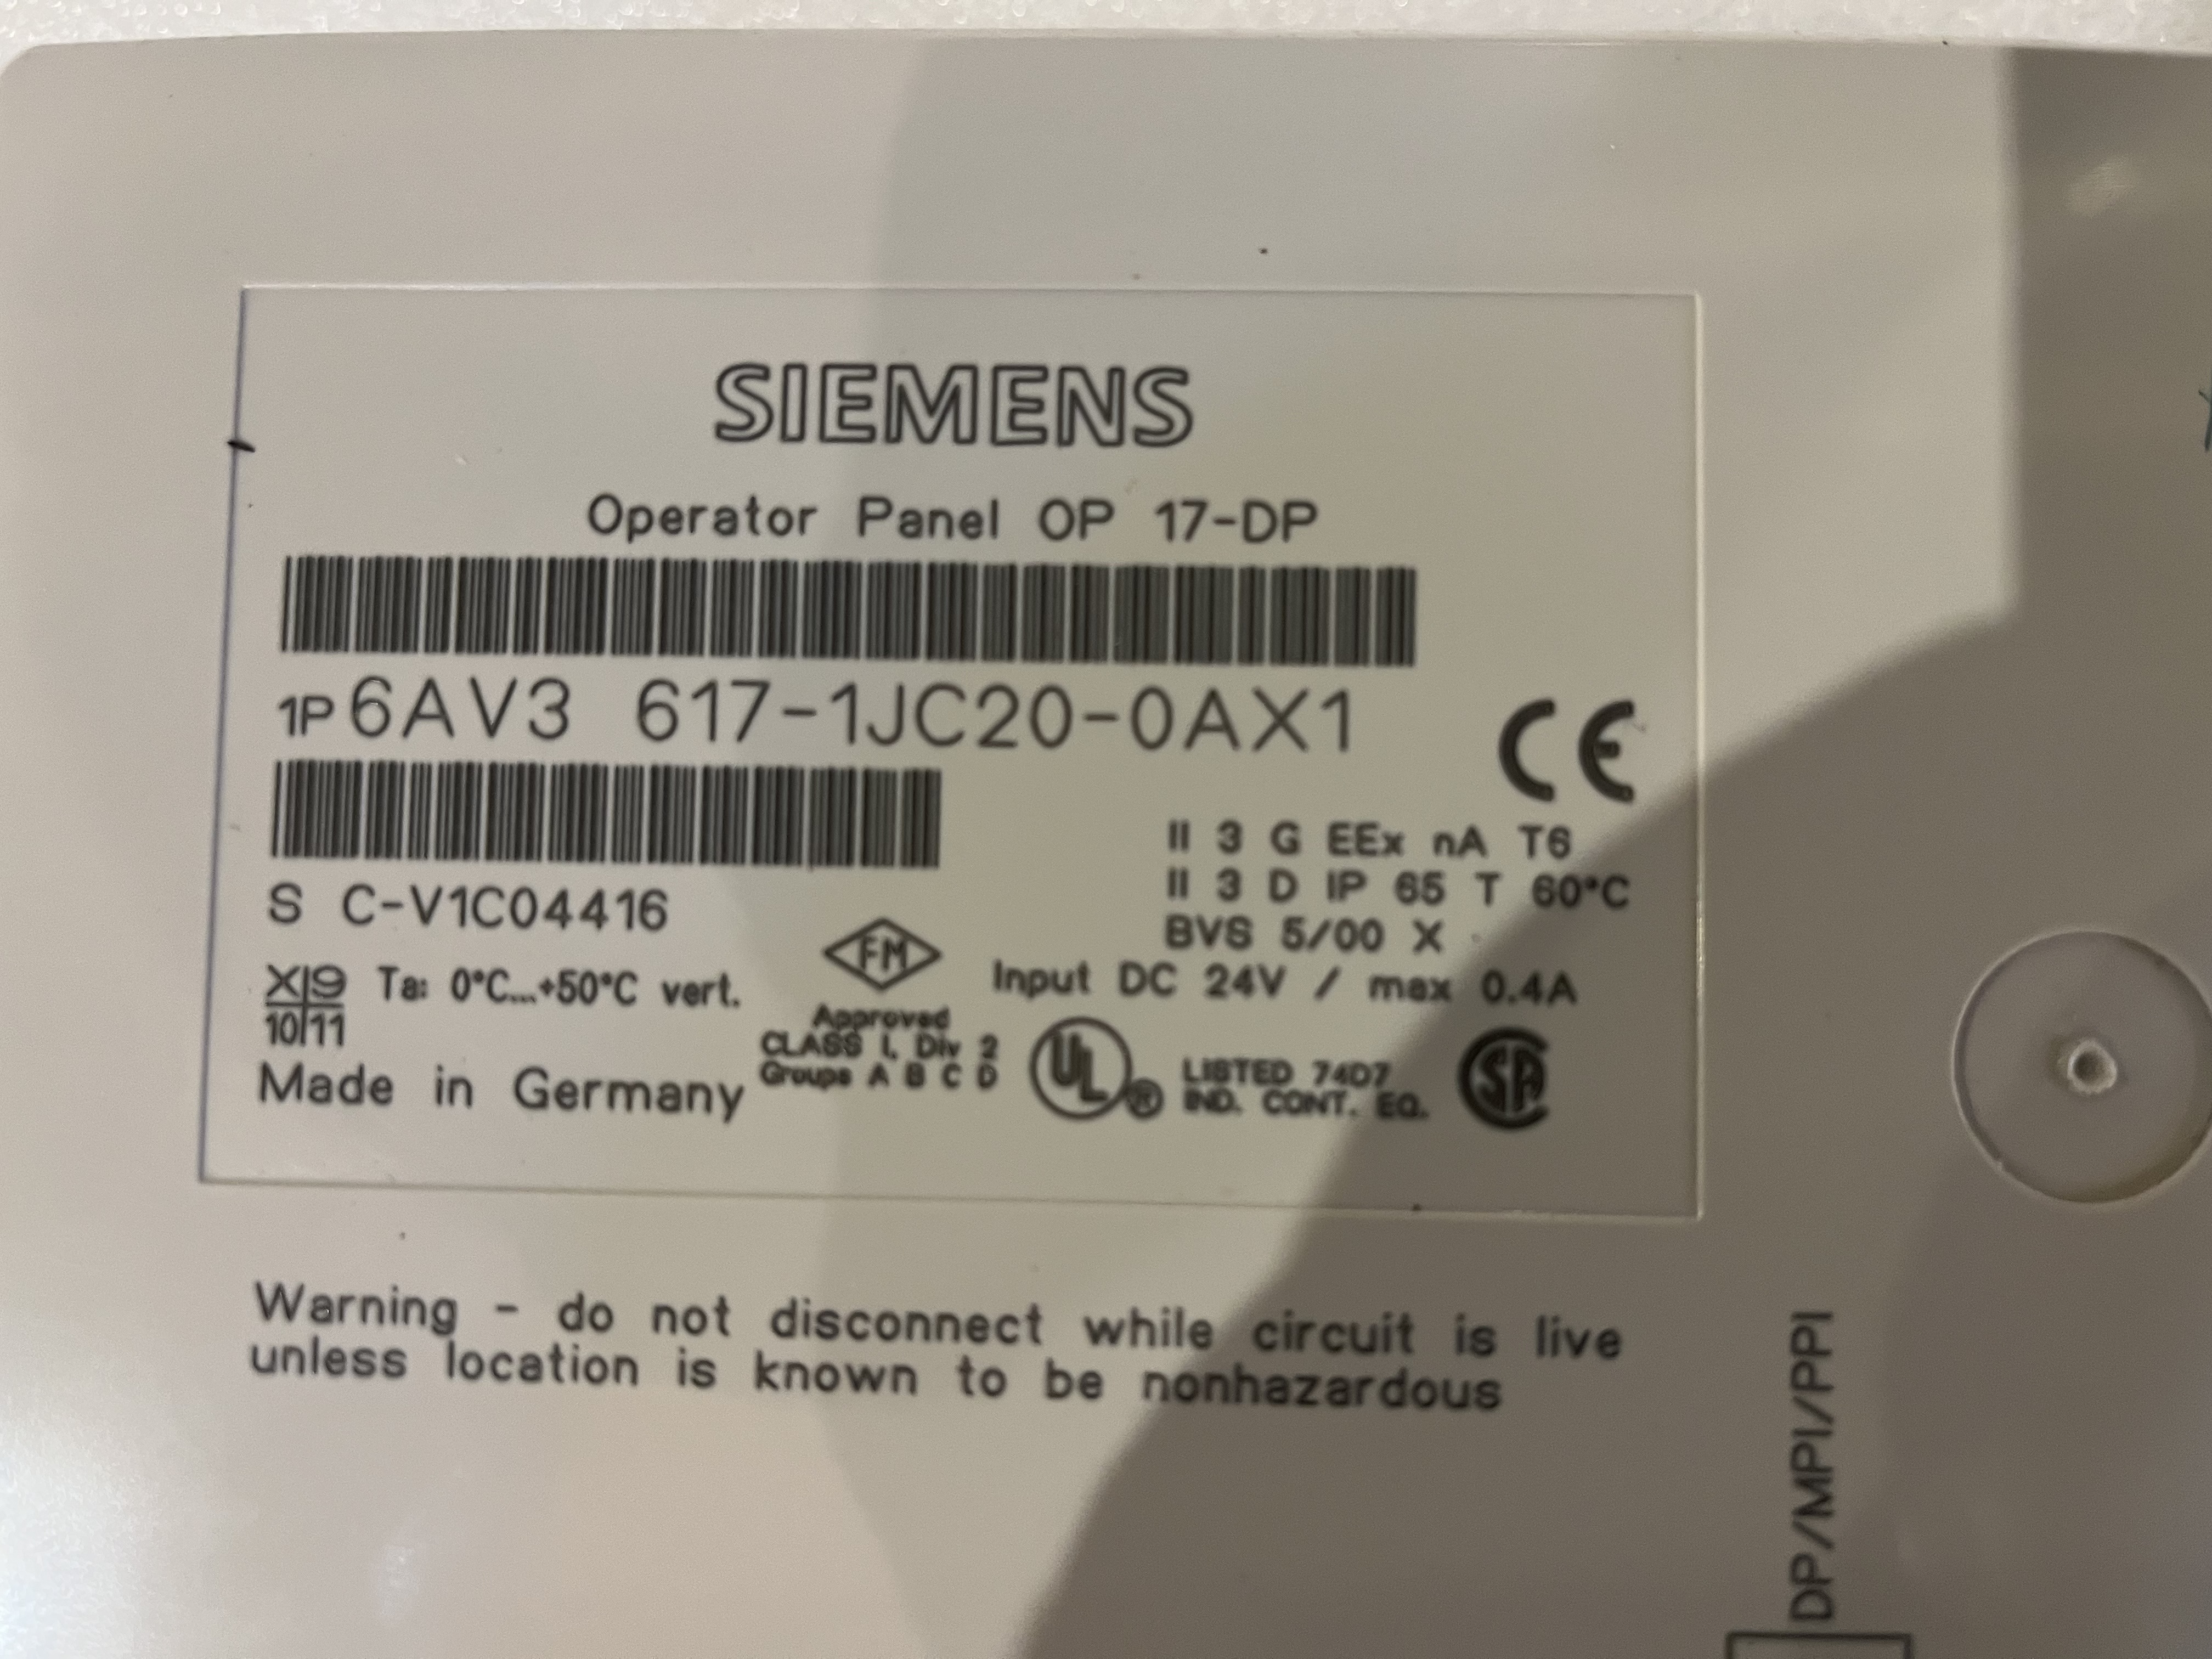 SIEMENS
Operator Panel OP 17-DP
1P 6AV3 617-1JC20-0AX1
CE
S C-V1C04416
II 3 G EEx nA T6
II 3 D IP 65 T 60°C
BVS 5/00 X
X 9
10 11
Ta: 0°C...+50°C vert.
FM
Approved
CLASS I, Div 2
Groups A B C D
Input DC 24V / max 0.4A
UL ®
LISTED 74D7
IND. CONT. EQ.
SA
Made in Germany
Warning - do not disconnect while circuit is live
unless location is known to be nonhazardous
DP/MPI/PPI